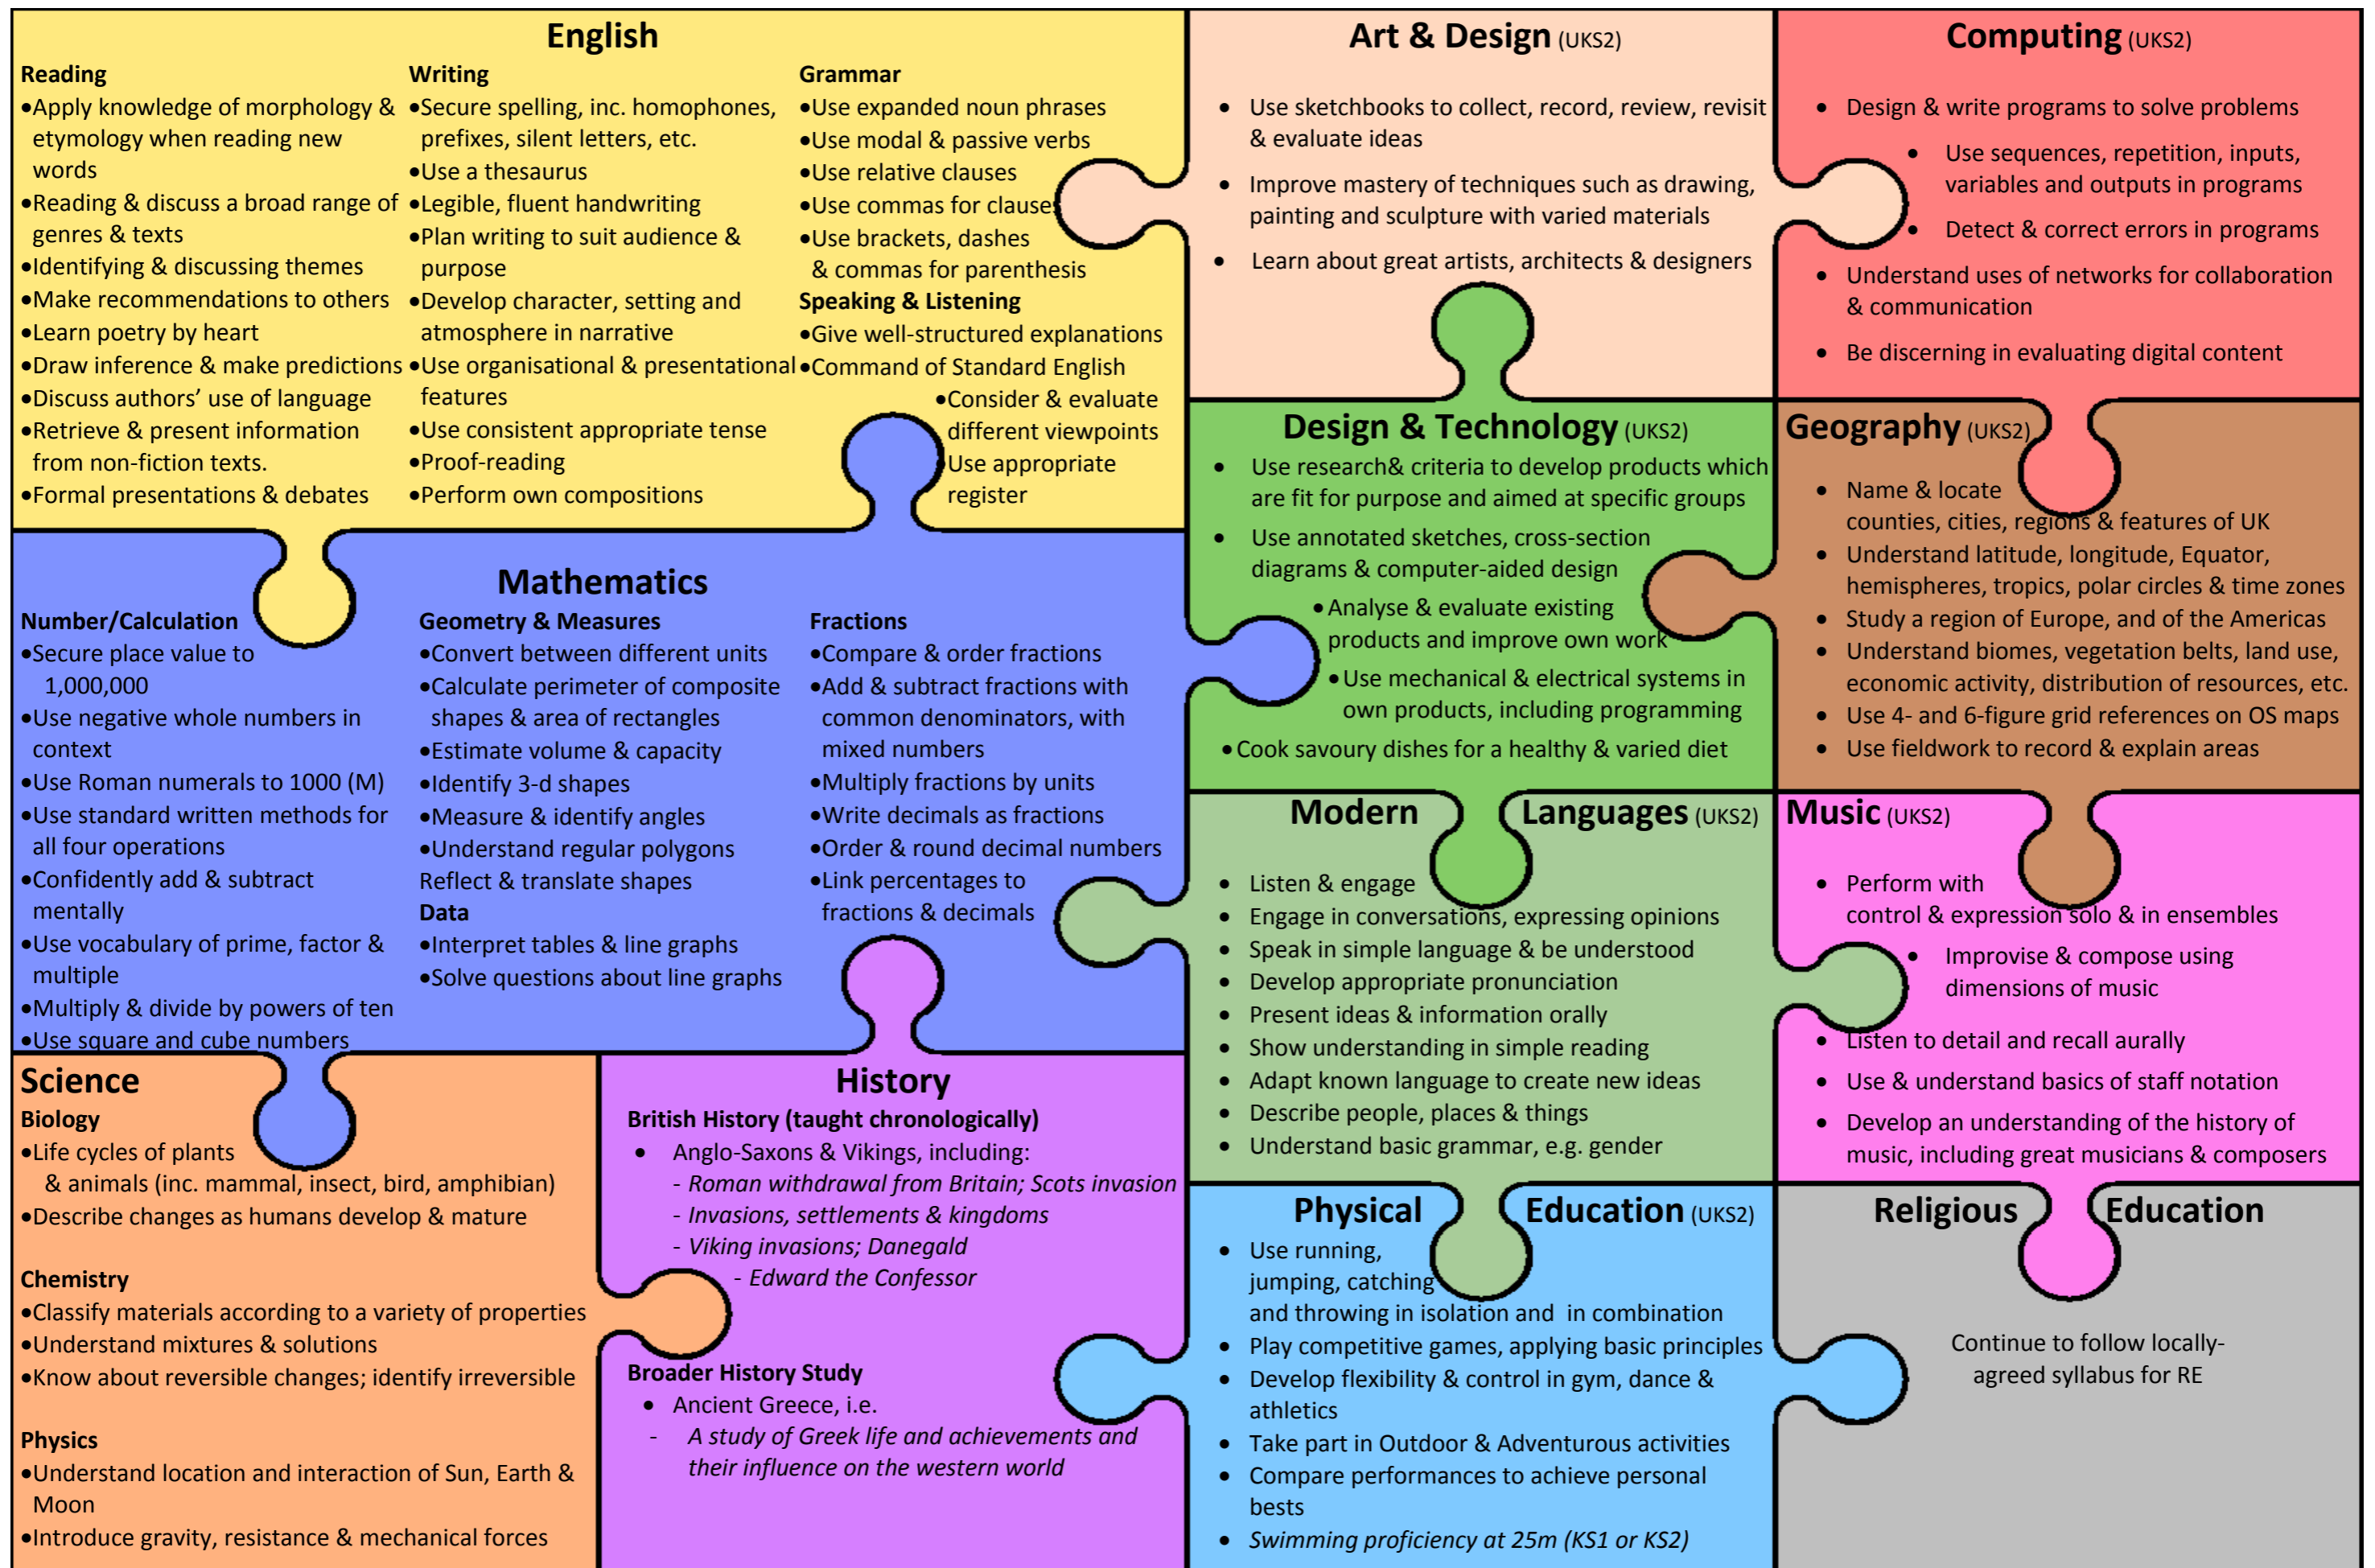 English
Reading
•Apply knowledge of morphology &
etymology when reading new
words
•Reading & discuss a broad range of
genres & texts
•Identifying & discussing themes
•Make recommendations to others
•Learn poetry by heart
•Draw inference & make predictions
•Discuss authors’ use of language
•Retrieve & present information
from non-fiction texts.
•Formal presentations & debates
Writing
•Secure spelling, inc. homophones,
prefixes, silent letters, etc.
•Use a thesaurus
•Legible, fluent handwriting
•Plan writing to suit audience &
purpose
•Develop character, setting and
atmosphere in narrative
•Use organisational & presentational
features
•Use consistent appropriate tense
•Proof-reading
•Perform own compositions
Grammar
•Use expanded noun phrases
•Use modal & passive verbs
•Use relative clauses
•Use commas for clauses
•Use brackets, dashes
& commas for parenthesis
Speaking & Listening
•Give well-structured explanations
•Command of Standard English
•Consider & evaluate
different viewpoints
•Use appropriate
register
Art & Design (UKS2)
• Use sketchbooks to collect, record, review, revisit
& evaluate ideas
• Improve mastery of techniques such as drawing,
painting and sculpture with varied materials
• Learn about great artists, architects & designers
Computing (UKS2)
• Design & write programs to solve problems
• Use sequences, repetition, inputs,
variables and outputs in programs
• Detect & correct errors in programs
• Understand uses of networks for collaboration
& communication
• Be discerning in evaluating digital content
Mathematics
Number/Calculation
•Secure place value to
1,000,000
•Use negative whole numbers in
context
•Use Roman numerals to 1000 (M)
•Use standard written methods for
all four operations
•Confidently add & subtract
mentally
•Use vocabulary of prime, factor &
multiple
•Multiply & divide by powers of ten
•Use square and cube numbers
Geometry & Measures
•Convert between different units
•Calculate perimeter of composite
shapes & area of rectangles
•Estimate volume & capacity
•Identify 3-d shapes
•Measure & identify angles
•Understand regular polygons
Reflect & translate shapes
Data
•Interpret tables & line graphs
•Solve questions about line graphs
Fractions
•Compare & order fractions
•Add & subtract fractions with
common denominators, with
mixed numbers
•Multiply fractions by units
•Write decimals as fractions
•Order & round decimal numbers
•Link percentages to
fractions & decimals
Design & Technology (UKS2)
• Use research& criteria to develop products which
are fit for purpose and aimed at specific groups
• Use annotated sketches, cross-section
diagrams & computer-aided design
•Analyse & evaluate existing
products and improve own work
•Use mechanical & electrical systems in
own products, including programming
•Cook savoury dishes for a healthy & varied diet
Geography (UKS2)
• Name & locate
counties, cities, regions & features of UK
• Understand latitude, longitude, Equator,
hemispheres, tropics, polar circles & time zones
• Study a region of Europe, and of the Americas
• Understand biomes, vegetation belts, land use,
economic activity, distribution of resources, etc.
• Use 4- and 6-figure grid references on OS maps
• Use fieldwork to record & explain areas
Modern Languages (UKS2)
• Listen & engage
• Engage in conversations, expressing opinions
• Speak in simple language & be understood
• Develop appropriate pronunciation
• Present ideas & information orally
• Show understanding in simple reading
• Adapt known language to create new ideas
• Describe people, places & things
• Understand basic grammar, e.g. gender
Music (UKS2)
• Perform with
control & expression solo & in ensembles
• Improvise & compose using
dimensions of music
• Listen to detail and recall aurally
• Use & understand basics of staff notation
• Develop an understanding of the history of
music, including great musicians & composers
Science
Biology
•Life cycles of plants
& animals (inc. mammal, insect, bird, amphibian)
•Describe changes as humans develop & mature
Chemistry
•Classify materials according to a variety of properties
•Understand mixtures & solutions
•Know about reversible changes; identify irreversible
Physics
•Understand location and interaction of Sun, Earth &
Moon
•Introduce gravity, resistance & mechanical forces
History
British History (taught chronologically)
• Anglo-Saxons & Vikings, including:
- Roman withdrawal from Britain; Scots invasion
- Invasions, settlements & kingdoms
- Viking invasions; Danegald
- Edward the Confessor
Broader History Study
• Ancient Greece, i.e.
- A study of Greek life and achievements and
their influence on the western world
Physical Education (UKS2)
• Use running,
jumping, catching
and throwing in isolation and in combination
• Play competitive games, applying basic principles
• Develop flexibility & control in gym, dance &
athletics
• Take part in Outdoor & Adventurous activities
• Compare performances to achieve personal
bests
• Swimming proficiency at 25m (KS1 or KS2)
Religious Education
Continue to follow locally-
agreed syllabus for RE